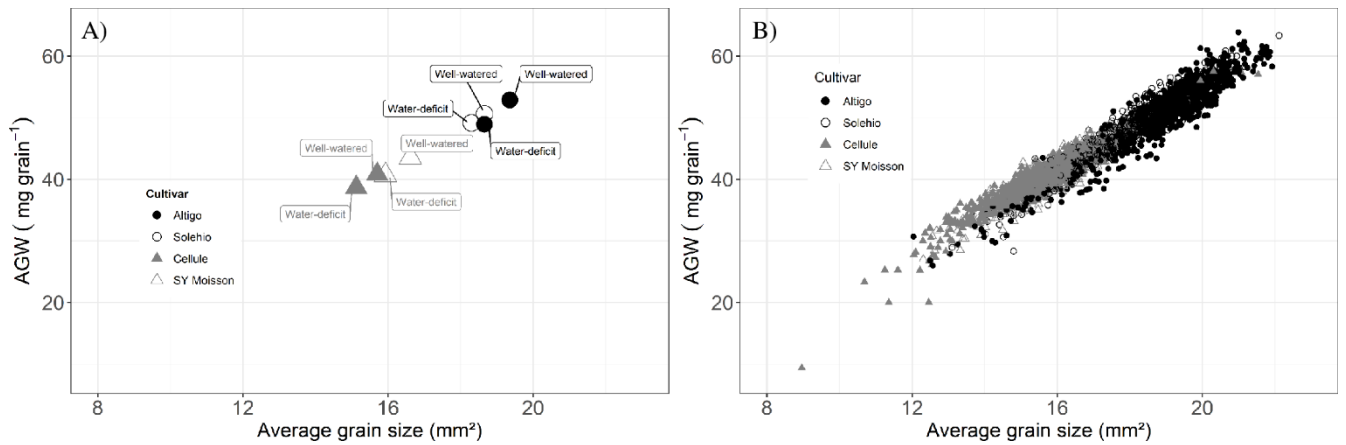 A)
60
40
20
AGW ( mg grain⁻¹)
Well-watered
Well-watered
Water-deficit
Water-deficit
Well-watered
Well-watered
Water-deficit
Water-deficit
Cultivar
Altigo
Solehio
Cellule
SY Moisson
8 12 16 20
Average grain size (mm²)
B)
60
40
20
AGW ( mg grain⁻¹)
Cultivar
Altigo
Solehio
Cellule
SY Moisson
8 12 16 20
Average grain size (mm²)